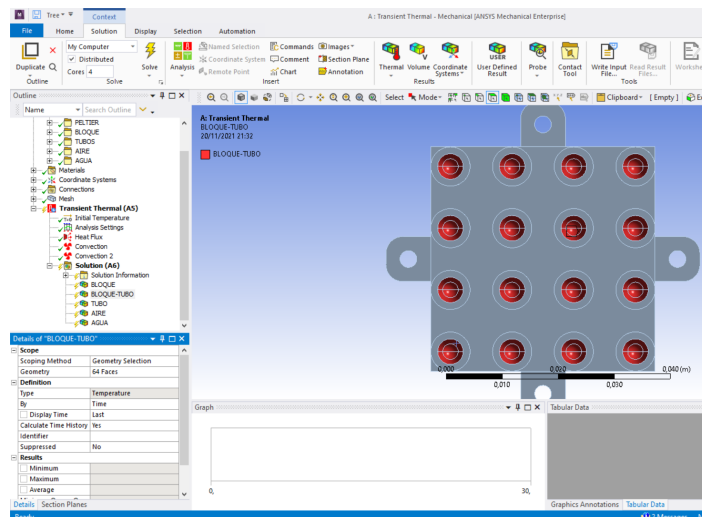 Tree
Context
A : Transient Thermal - Mechanical [ANSYS Mechanical Enterprise]
File Home Solution Display Selection Automation
Duplicate Q
Outline
My Computer
Distributed
Cores 4
Solve
Solve
Analysis
Named Selection
Coordinate System
Remote Point
Commands
Comment
Chart
Images
Section Plane
Annotation
Insert
Thermal
Volume
Coordinate Systems
Results
USER
User Defined Result
Probe
Contact Tool
Write Input File...
Read Result Files...
Tools
Worksheet
Outline
Name Search Outline
Select Mode Clipboard [ Empty ]
PELTIER
BLOQUE
TUBOS
AIRE
AGUA
Materials
Coordinate Systems
Connections
Mesh
Transient Thermal (A5)
Initial Temperature
Analysis Settings
Heat Flux
Convection
Convection 2
Solution (A6)
Solution Information
BLOQUE
BLOQUE-TUBO
TUBO
AIRE
AGUA
A: Transient Thermal
BLOQUE-TUBO
20/11/2021 21:32
BLOQUE-TUBO
0,000 0,020 0,040 (m)
0,010 0,030
Details of "BLOQUE-TUBO"
Scope
Scoping Method Geometry Selection
Geometry 64 Faces
Definition
Type Temperature
By Time
Display Time Last
Calculate Time History Yes
Identifier
Suppressed No
Results
Minimum
Maximum
Average
Details Section Planes
Graph
0, 30,
Tabular Data
Graphics Annotations Tabular Data
Ready